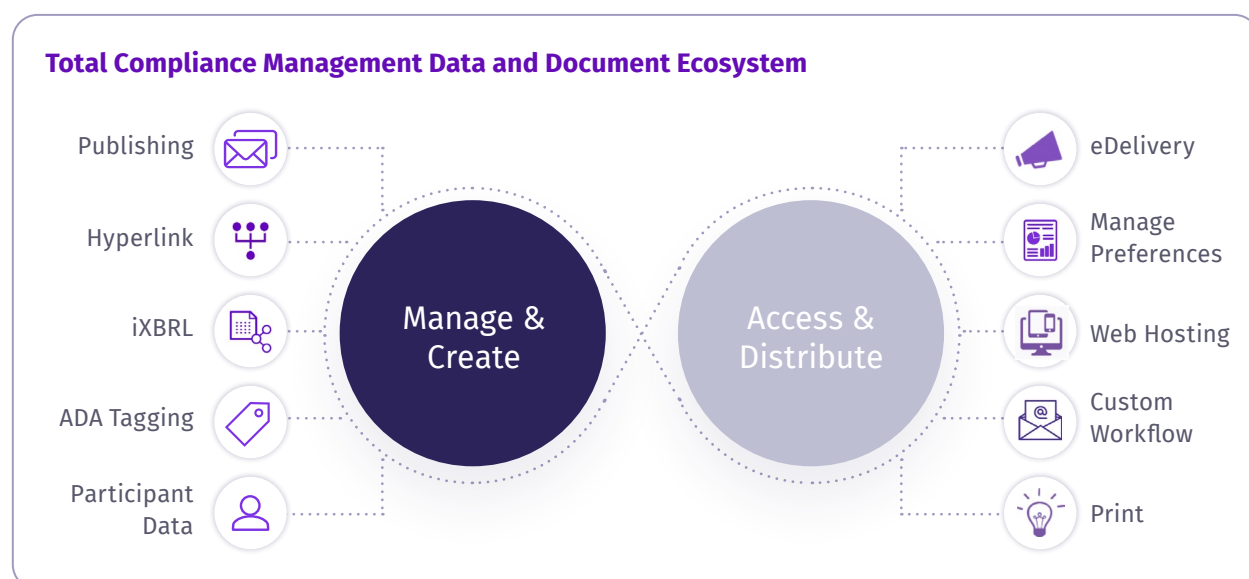 Total Compliance Management Data and Document Ecosystem
Publishing
Hyperlink
iXBRL
ADA Tagging
Participant
Data
Manage &
Create
Access &
Distribute
eDelivery
Manage
Preferences
Web Hosting
Custom
Workflow
Print